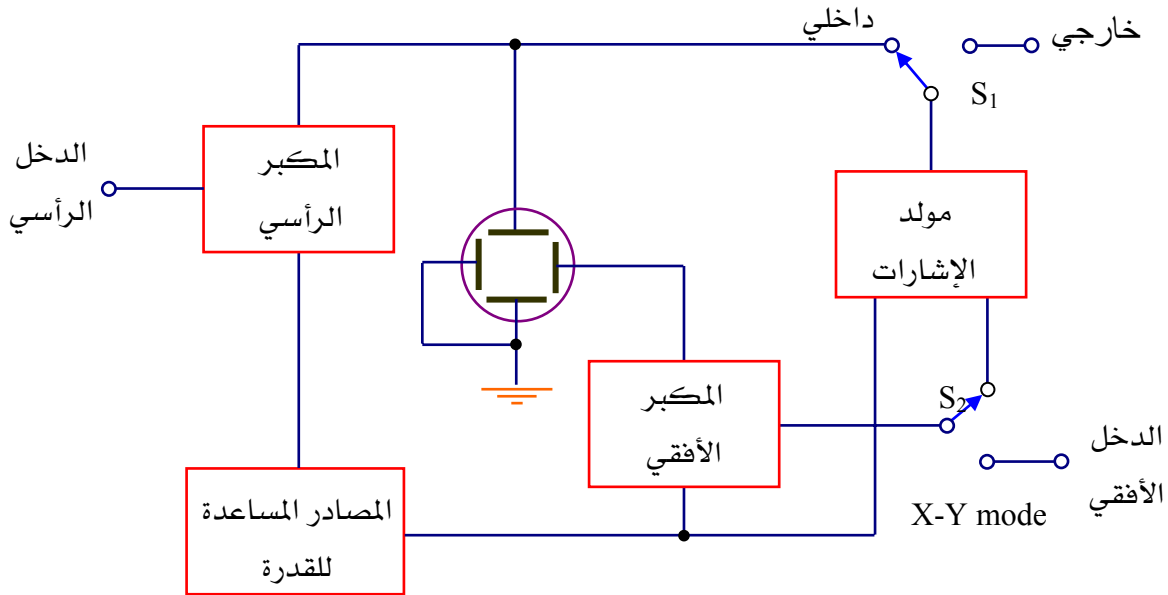 داخلي
خارجي
S₁
المكبر
الرأسي
الدخل
الرأسي
مولد
الإشارات
المكبر
الأفقي
S₂
الدخل
الأفقي
X-Y mode
المصادر المساعدة
للقدرة